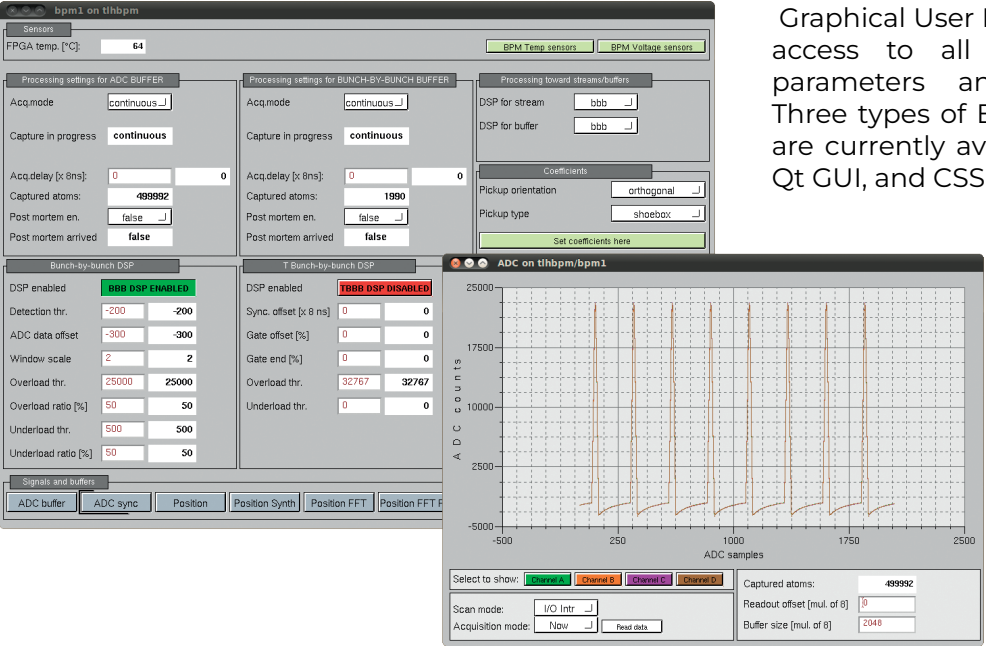 bpm1 on tlhbpm
Sensors
FPGA temp. [°C]: 64
BPM Temp sensors BPM Voltage sensors
Processing settings for ADC BUFFER
Acq.mode continuous
Capture in progress continuous
Acq.delay [x 8ns]: 0 0
Captured atoms: 499992
Post mortem en. false
Post mortem arrived false
Processing settings for BUNCH-BY-BUNCH BUFFER
Acq.mode continuous
Capture in progress continuous
Acq.delay [x 8ns]: 0 0
Captured atoms: 1990
Post mortem en. false
Post mortem arrived false
Processing toward streams/buffers
DSP for stream bbb
DSP for buffer bbb
Coefficients
Pickup orientation orthogonal
Pickup type shoebox
Set coefficients here
Bunch-by-bunch DSP
DSP enabled BBB DSP ENABLED
Detection thr. -200 -200
ADC data offset -300 -300
Window scale 2 2
Overload thr. 25000 25000
Overload ratio [%] 50 50
Underload thr. 500 500
Underload ratio [%] 50 50
T Bunch-by-bunch DSP
DSP enabled TBBB DSP DISABLED
Sync. offset [x 8 ns] 0 0
Gate offset [%] 0 0
Gate end [%] 0 0
Overload thr. 32767 32767
Underload thr. 0 0
Signals and buffers
ADC buffer ADC sync Position Position Synth Position FFT Position FFT
Graphical User
access to all
parameters
Three types of
are currently
Qt GUI, and CSS
ADC on tlhbpm/bpm1
25000
17500
10000
2500
-5000
ADC counts
-500 250 1000 1750 2500
ADC samples
Select to show: Channel A Channel B Channel C Channel D
Scan mode: I/O Intr
Acquisition mode: Now Read data
Captured atoms: 499992
Readout offset [mul. of 8] 0
Buffer size [mul. of 8] 2048